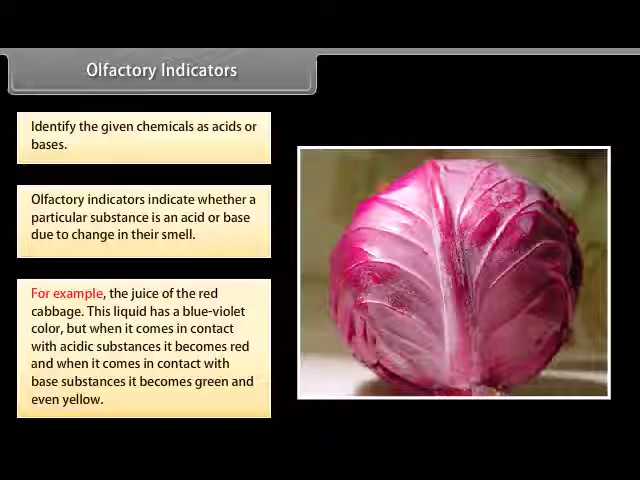 Olfactory Indicators
Identify the given chemicals as acids or
bases.
Olfactory indicators indicate whether a
particular substance is an acid or base
due to change in their smell.
For example, the juice of the red
cabbage. This liquid has a blue-violet
color, but when it comes in contact
with acidic substances it becomes red
and when it comes in contact with
base substances it becomes green and
even yellow.